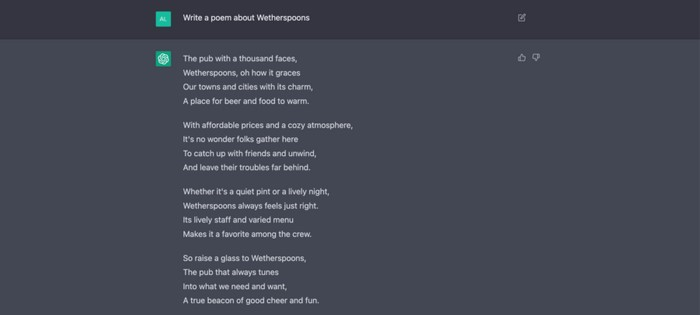 AL
Write a poem about Wetherspoons
The pub with a thousand faces,
Wetherspoons, oh how it graces
Our towns and cities with its charm,
A place for beer and food to warm.
With affordable prices and a cozy atmosphere,
It's no wonder folks gather here
To catch up with friends and unwind,
And leave their troubles far behind.
Whether it's a quiet pint or a lively night,
Wetherspoons always feels just right.
Its lively staff and varied menu
Makes it a favorite among the crew.
So raise a glass to Wetherspoons,
The pub that always tunes
Into what we need and want,
A true beacon of good cheer and fun.